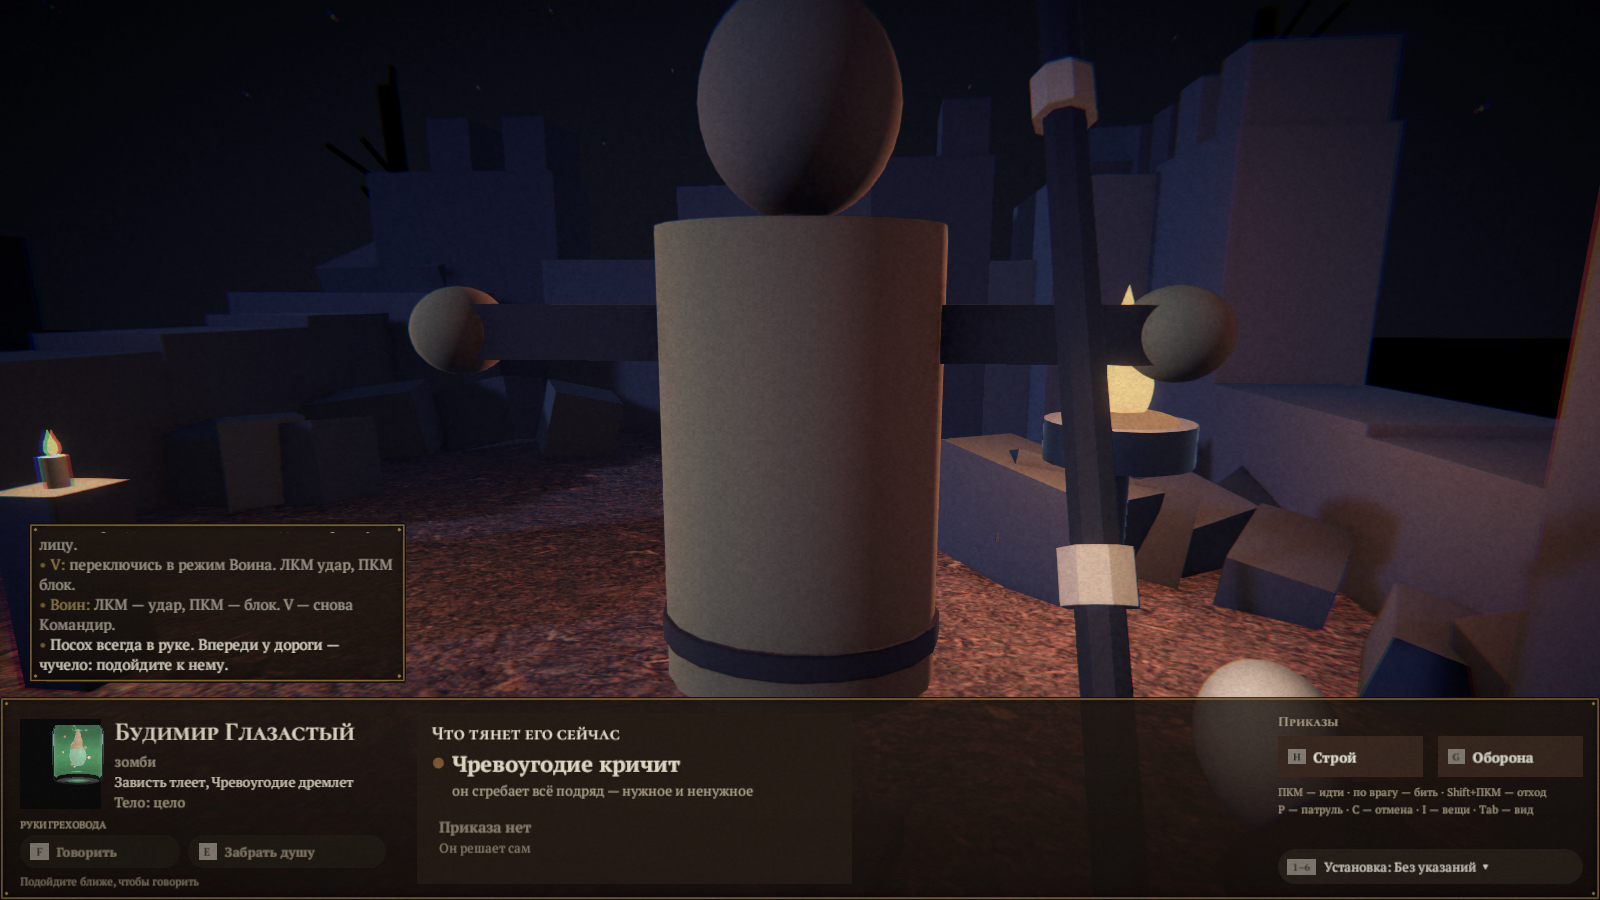 лицу.
• V: переключись в режим Воина. ЛКМ удар, ПКМ
блок.
• Воин: ЛКМ — удар, ПКМ — блок. V — снова
Командир.
• Посох всегда в руке. Впереди у дороги —
чучело: подойдите к нему.
Будимир Глазастый
зомби
Зависть тлеет, Чревоугодие дремлет
Тело: цело
РУКИ ГРЕХОВОДА
F Говорить
E Забрать душу
Подойдите ближе, чтобы говорить
Что тянет его сейчас
Чревоугодие кричит
он сгребает всё подряд — нужное и ненужное
Приказа нет
Он решает сам
Приказы
H Строй
G Оборона
ПКМ — идти · по врагу — бить · Shift+ПКМ — отход
P — патруль · C — отмена · I — вещи · Tab — вид
1–6 Установка: Без указаний ▾